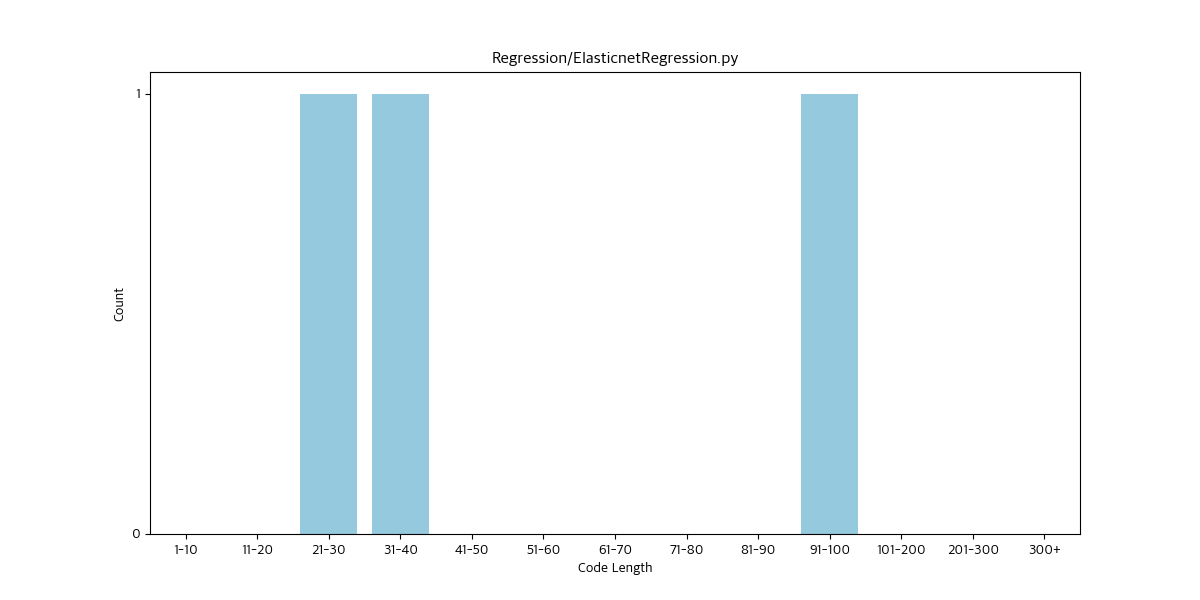 Regression/ElasticnetRegression.py
1
Count
0
1-10 11-20 21-30 31-40 41-50 51-60 61-70 71-80 81-90 91-100 101-200 201-300 300+
Code Length